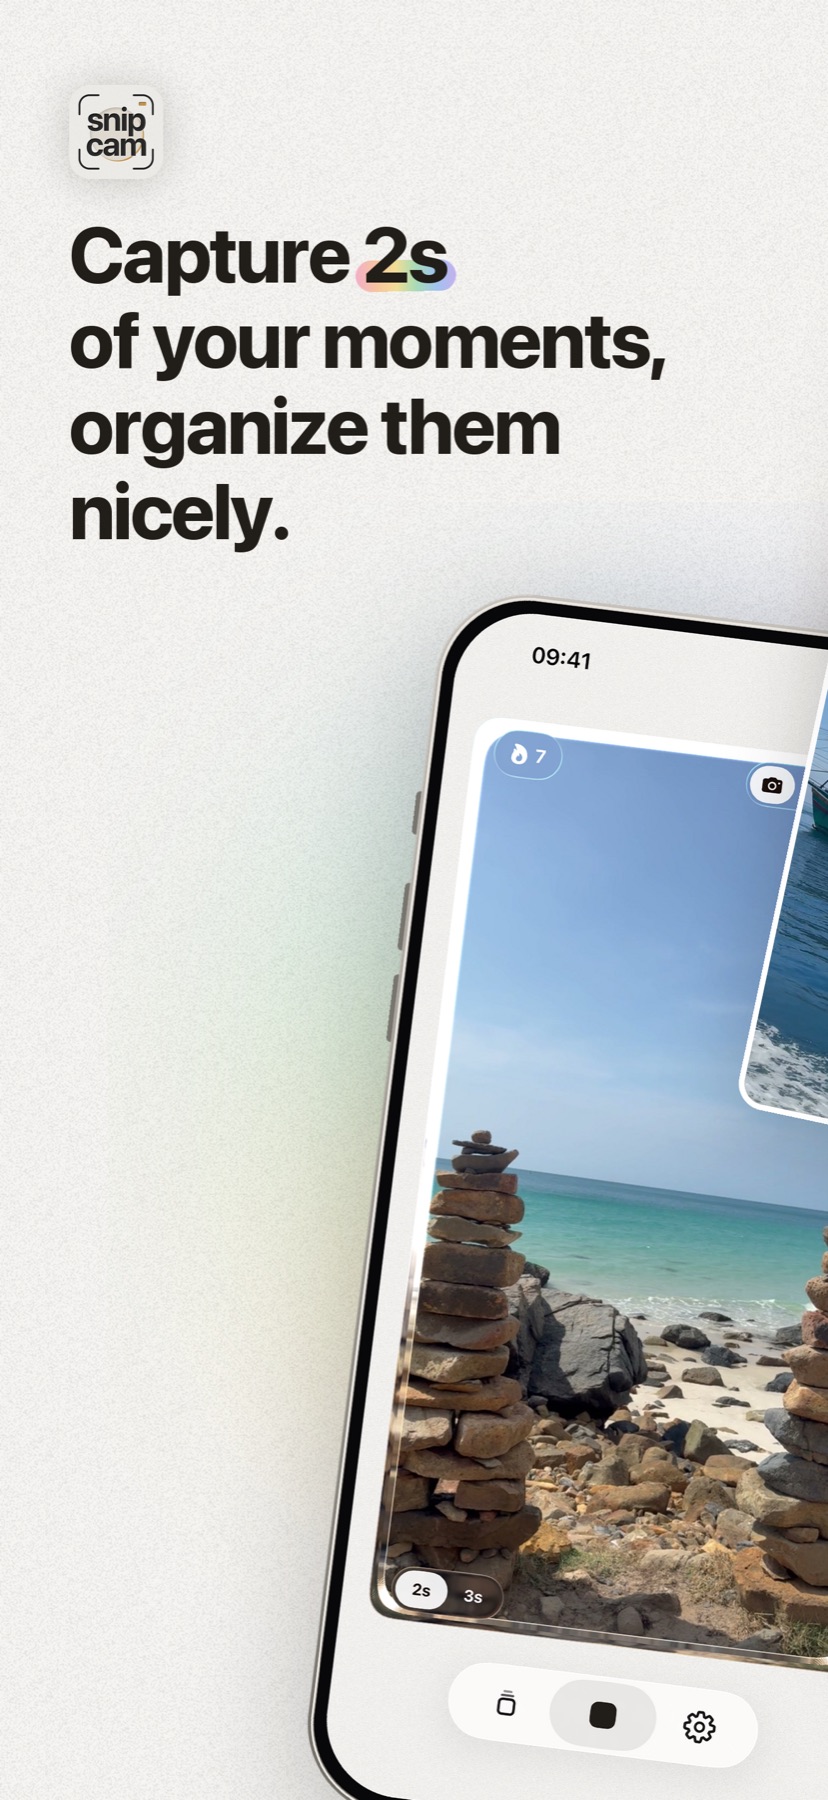 snip
cam
Capture 2s
of your moments,
organize them
nicely.
09:41
7
2s 3s